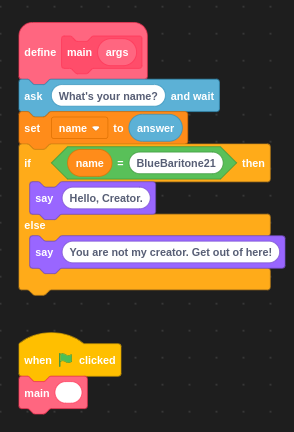 define main args
ask What's your name? and wait
set name to answer
if name = BlueBaritone21 then
say Hello, Creator.
else
say You are not my creator. Get out of here!
when clicked
main